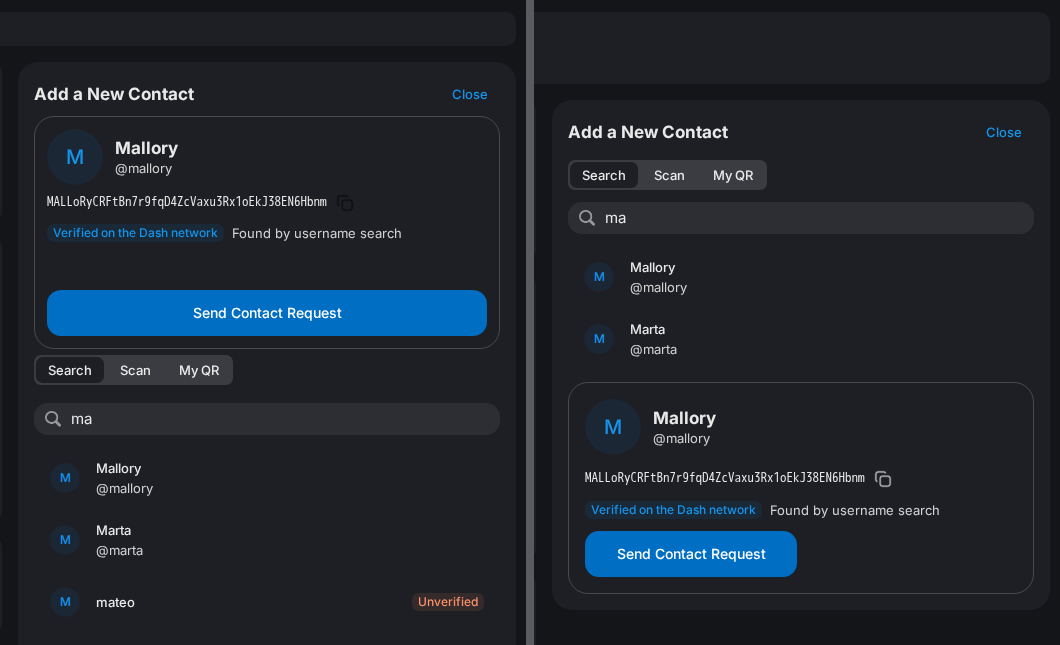 Add a New Contact
Close
M
Mallory
@mallory
MALLoRyCRFtBn7r9fqD4ZcVaxu3Rx1oEkJ38EN6Hbnm
Verified on the Dash network
Found by username search
Send Contact Request
Search
Scan
My QR
ma
M
Mallory
@mallory
M
Marta
@marta
M
mateo
Unverified
Add a New Contact
Close
Search
Scan
My QR
ma
M
Mallory
@mallory
M
Marta
@marta
M
Mallory
@mallory
MALLoRyCRFtBn7r9fqD4ZcVaxu3Rx1oEkJ38EN6Hbnm
Verified on the Dash network
Found by username search
Send Contact Request